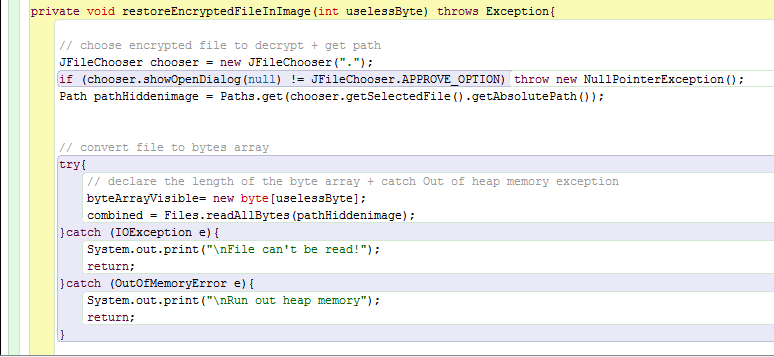 private void restoreEncryptedFileInImage(int uselessByte) throws Exception{
// choose encrypted file to decrypt + get path
JFileChooser chooser = new JFileChooser(".");
if (chooser.showOpenDialog(null) != JFileChooser.APPROVE_OPTION) throw new NullPointerException();
Path pathHiddenimage = Paths.get(chooser.getSelectedFile().getAbsolutePath());
// convert file to bytes array
try{
// declare the length of the byte array + catch Out of heap memory exception
byteArrayVisible= new byte[uselessByte];
combined = Files.readAllBytes(pathHiddenimage);
}catch (IOException e){
System.out.print("\nFile can't be read!");
return;
}catch (OutOfMemoryError e){
System.out.print("\nRun out heap memory");
return;
}